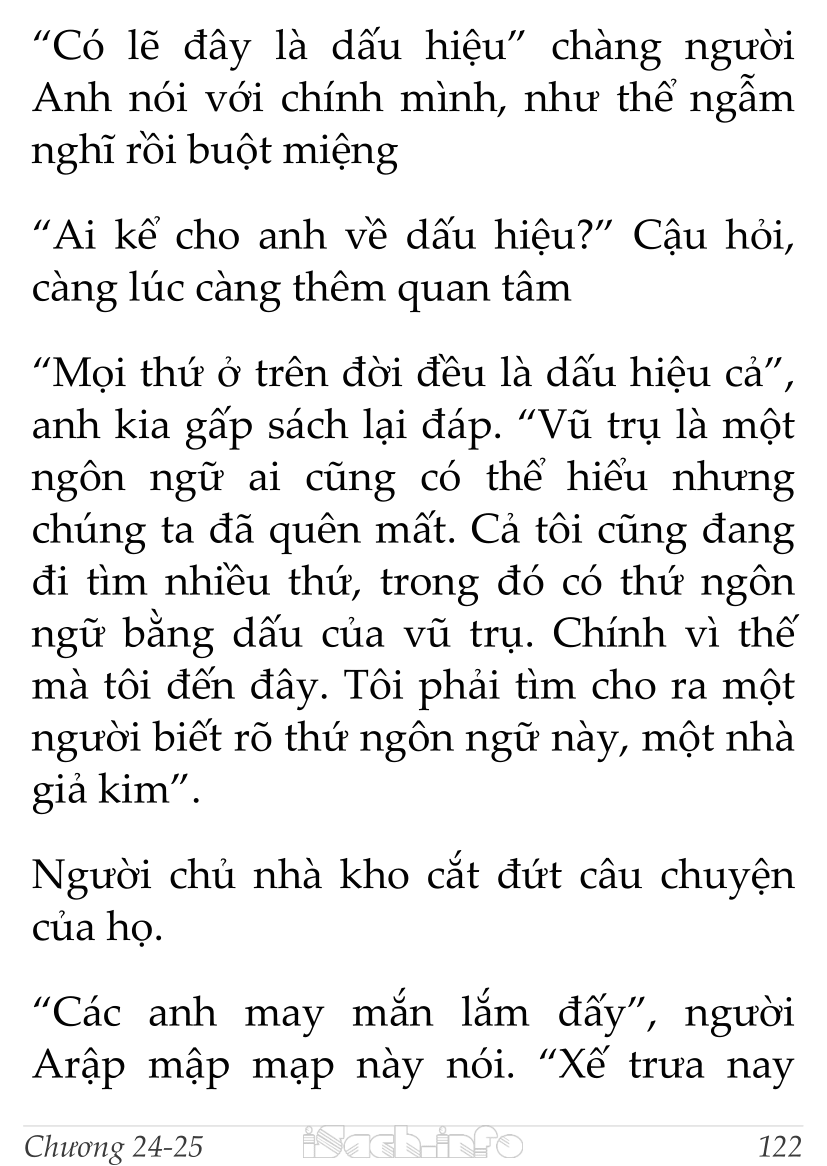 “Có lẽ đây là dấu hiệu” chàng người
Anh nói với chính mình, như thể ngẫm
nghĩ rồi buột miệng
“Ai kể cho anh về dấu hiệu?” Cậu hỏi,
càng lúc càng thêm quan tâm
“Mọi thứ ở trên đời đều là dấu hiệu cả”,
anh kia gấp sách lại đáp. “Vũ trụ là một
ngôn ngữ ai cũng có thể hiểu nhưng
chúng ta đã quên mất. Cả tôi cũng đang
đi tìm nhiều thứ, trong đó có thứ ngôn
ngữ bằng dấu của vũ trụ. Chính vì thế
mà tôi đến đây. Tôi phải tìm cho ra một
người biết rõ thứ ngôn ngữ này, một nhà
giả kim”.
Người chủ nhà kho cắt đứt câu chuyện
của họ.
“Các anh may mắn lắm đấy”, người
Arập mập mạp này nói. “Xế trưa nay
Chương 24-25
iSach.info
122